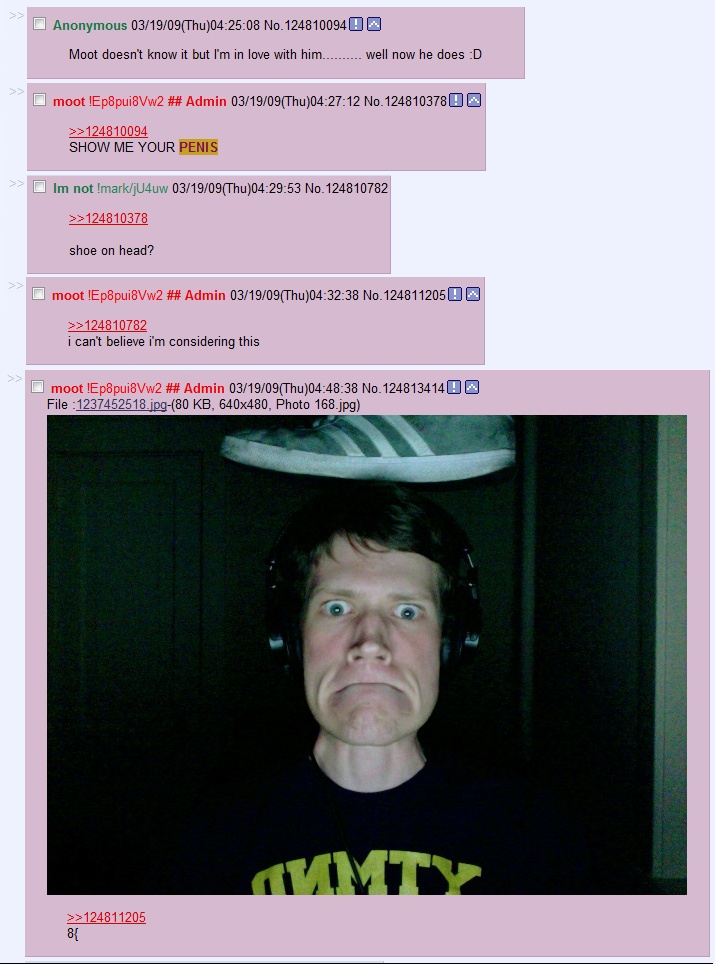 >> Anonymous 03/19/09(Thu)04:25:08 No.124810094
Moot doesn't know it but I'm in love with him.......... well now he does :D
>> moot !Ep8pui8Vw2 ## Admin 03/19/09(Thu)04:27:12 No.124810378
>>124810094
SHOW ME YOUR PENIS
>> Im not !mark/jU4uw 03/19/09(Thu)04:29:53 No.124810782
>>124810378
shoe on head?
>> moot !Ep8pui8Vw2 ## Admin 03/19/09(Thu)04:32:38 No.124811205
>>124810782
i can't believe i'm considering this
>> moot !Ep8pui8Vw2 ## Admin 03/19/09(Thu)04:48:38 No.124813414
File :1237452518.jpg-(80 KB, 640x480, Photo 168.jpg)
YTMND
>>124811205
8{